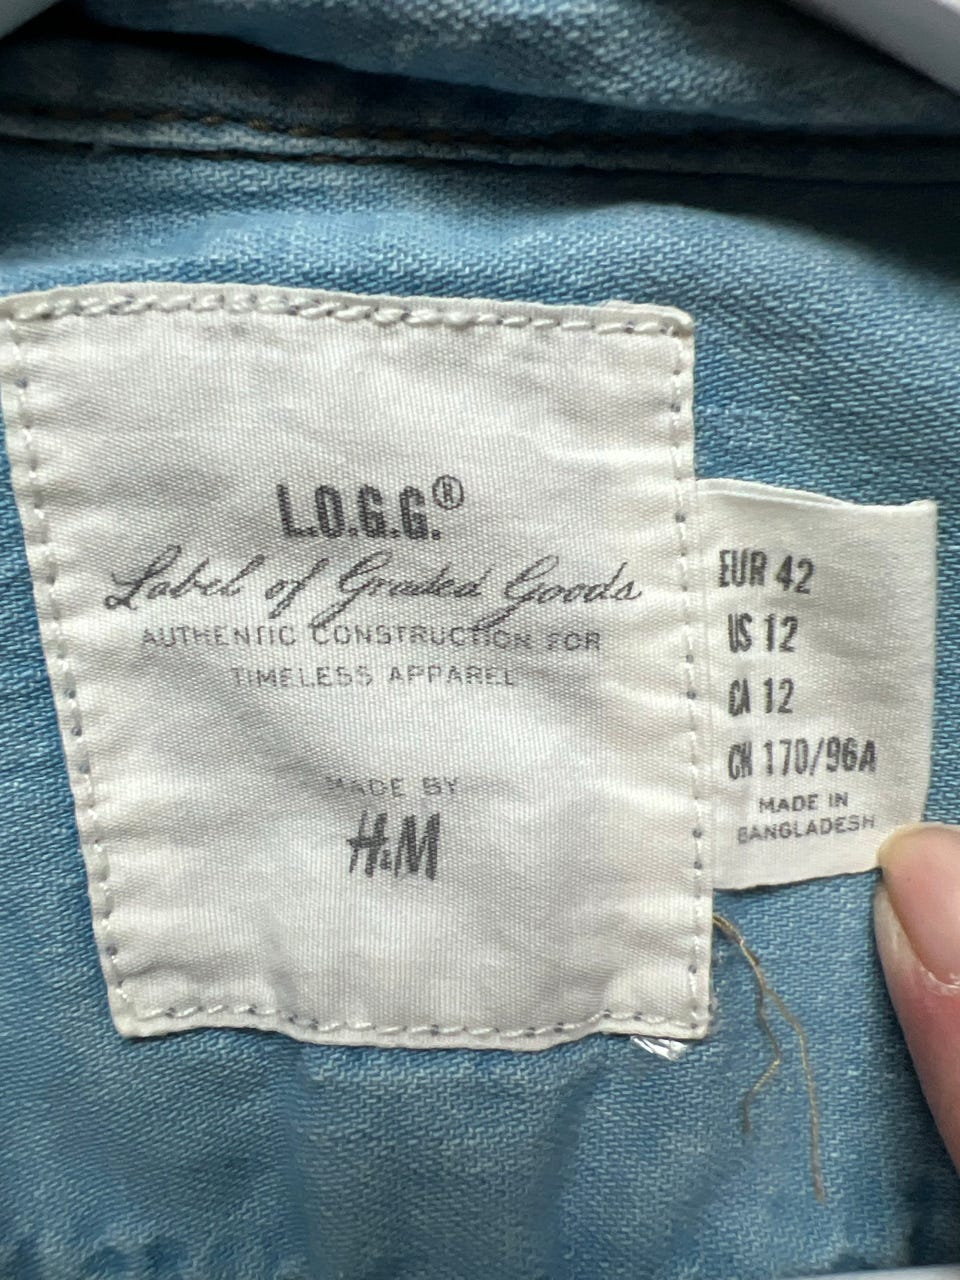 L.O.G.G.®
Label of Graded Goods
AUTHENTIC CONSTRUCTION FOR
TIMELESS APPAREL
MADE BY
H&M
EUR 42
US 12
CA 12
CN 170/96A
MADE IN
BANGLADESH